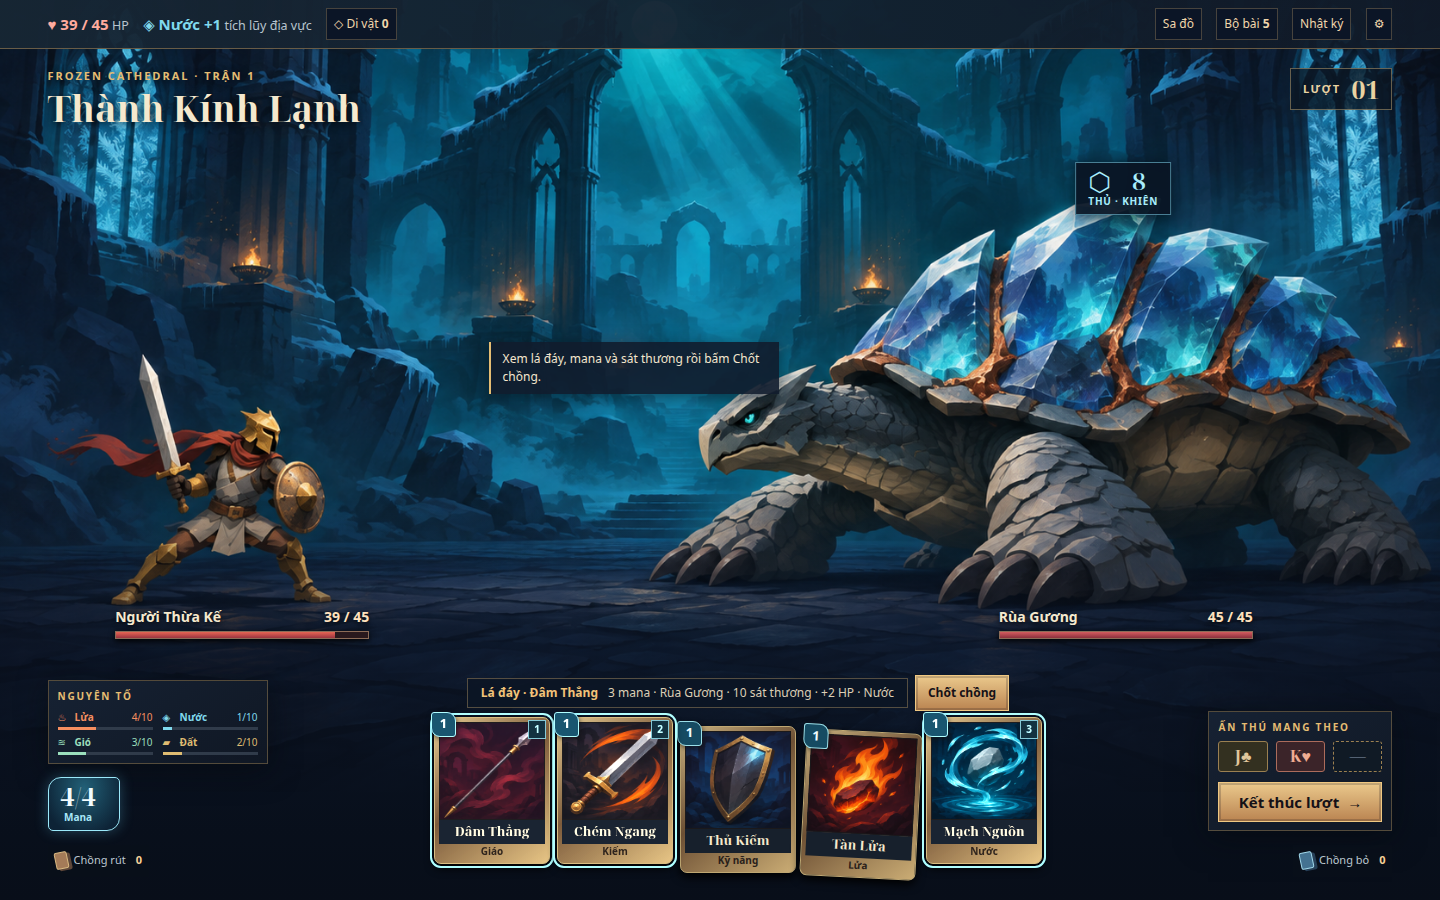 ♥ 39 / 45 HP ◈ Nước +1 tích lũy địa vực ◇ Di vật 0
Sa đồ Bộ bài 5 Nhật ký ⚙
FROZEN CATHEDRAL · TRẬN 1
Thành Kính Lạnh
LƯỢT 01
8
THỦ · KHIÊN
Xem lá đáy, mana và sát thương rồi bấm Chốt
chồng.
Người Thừa Kế 39 / 45
Rùa Gương 45 / 45
NGUYÊN TỐ
Lửa 4/10 Nước 1/10
Gió 3/10 Đất 2/10
4/4
Mana
Chồng rút 0
Lá đáy · Đâm Thẳng 3 mana · Rùa Gương · 10 sát thương · +2 HP · Nước
Chốt chồng
1 1
Đâm Thẳng
Giáo
1 2
Chém Ngang
Kiếm
1
Thủ Kiếm
Kỹ năng
1
Tàn Lửa
Lửa
1 3
Mạch Nguồn
Nước
ẤN THÚ MANG THEO
J♣ K♥ —
Kết thúc lượt →
Chồng bỏ 0